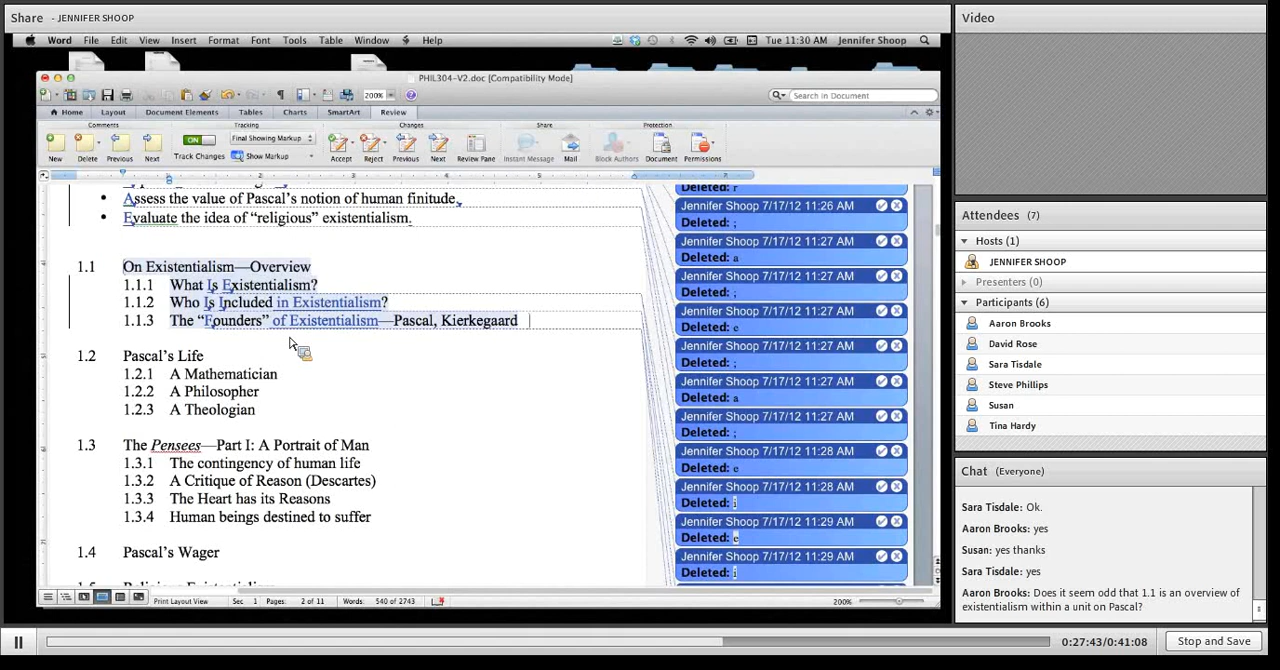 Share - JENNIFER SHOOP
Word File Edit View Insert Format Font Tools Table Window Help Tue 11:30 AM Jennifer Shoop
PHIL304-V2.doc [Compatibility Mode]
200% Search in Document
Home Layout Document Elements Tables Charts SmartArt Review
Comments Tracking Changes Share Protection
ON Final Showing Markup
New Delete Previous Next Track Changes Show Markup Accept Reject Previous Next Review Pane Instant Message Mail Block Authors Document Permissions
2 3 4 5
• Assess the value of Pascal’s notion of human finitude.
• Evaluate the idea of “religious” existentialism.
1.1 On Existentialism—Overview
1.1.1 What Is Existentialism?
1.1.2 Who Is Included in Existentialism?
1.1.3 The “Founders” of Existentialism—Pascal, Kierkegaard
1.2 Pascal’s Life
1.2.1 A Mathematician
1.2.2 A Philosopher
1.2.3 A Theologian
1.3 The Pensees—Part I: A Portrait of Man
1.3.1 The contingency of human life
1.3.2 A Critique of Reason (Descartes)
1.3.3 The Heart has its Reasons
1.3.4 Human beings destined to suffer
1.4 Pascal’s Wager
Deleted: r
Jennifer Shoop 7/17/12 11:26 AM
Deleted: ;
Jennifer Shoop 7/17/12 11:27 AM
Deleted: a
Jennifer Shoop 7/17/12 11:27 AM
Deleted: ;
Jennifer Shoop 7/17/12 11:27 AM
Deleted: e
Jennifer Shoop 7/17/12 11:27 AM
Deleted: ;
Jennifer Shoop 7/17/12 11:27 AM
Deleted: a
Jennifer Shoop 7/17/12 11:27 AM
Deleted: ;
Jennifer Shoop 7/17/12 11:28 AM
Deleted: e
Jennifer Shoop 7/17/12 11:28 AM
Deleted: i
Jennifer Shoop 7/17/12 11:29 AM
Deleted: e
Jennifer Shoop 7/17/12 11:29 AM
Deleted: i
Print Layout View Sec 1 Pages: 2 of 11 Words: 540 of 2743 200%
Video
Attendees (7)
Hosts (1)
JENNIFER SHOOP
Presenters (0)
Participants (6)
Aaron Brooks
David Rose
Sara Tisdale
Steve Phillips
Susan
Tina Hardy
Chat (Everyone)
Sara Tisdale: Ok.
Aaron Brooks: yes
Susan: yes thanks
Sara Tisdale: yes
Aaron Brooks: Does it seem odd that 1.1 is an overview of
existentialism within a unit on Pascal?
0:27:43/0:41:08 Stop and Save